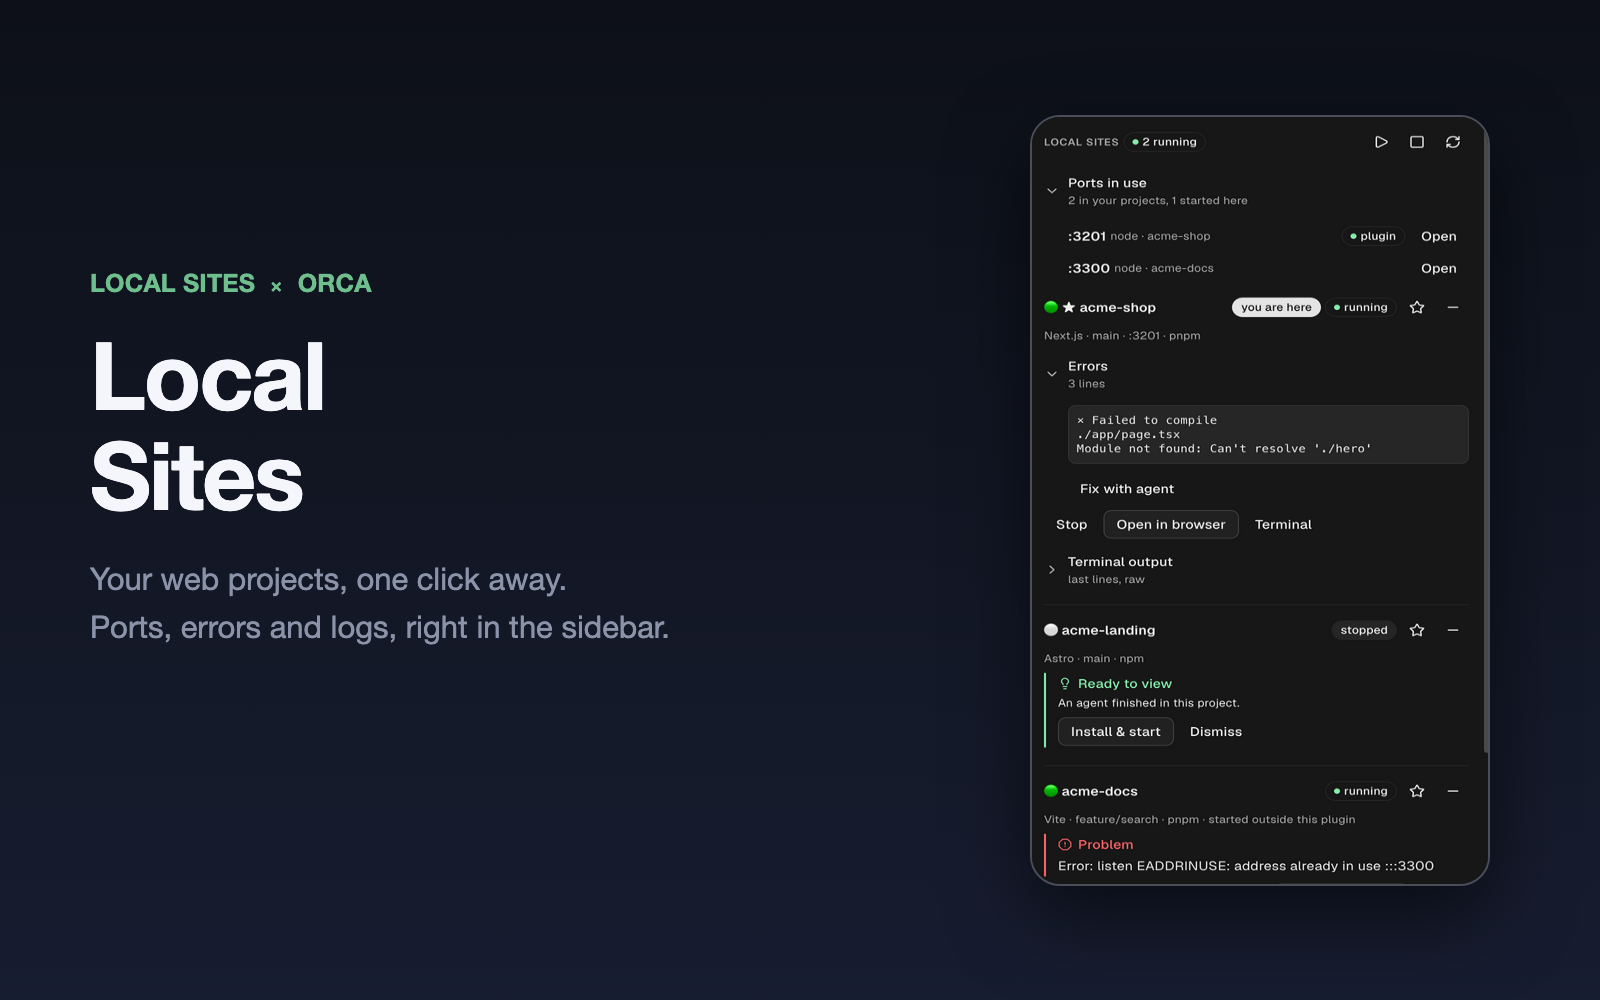 LOCAL SITES × ORCA
Local
Sites
Your web projects, one click away.
Ports, errors and logs, right in the sidebar.
LOCAL SITES 2 running
Ports in use
2 in your projects, 1 started here
:3201 node · acme-shop plugin Open
:3300 node · acme-docs Open
acme-shop you are here running
Next.js · main · :3201 · pnpm
Errors
3 lines
× Failed to compile
./app/page.tsx
Module not found: Can't resolve './hero'
Fix with agent
Stop Open in browser Terminal
Terminal output
last lines, raw
acme-landing stopped
Astro · main · npm
Ready to view
An agent finished in this project.
Install & start Dismiss
acme-docs running
Vite · feature/search · pnpm · started outside this plugin
Problem
Error: listen EADDRINUSE: address already in use :::3300